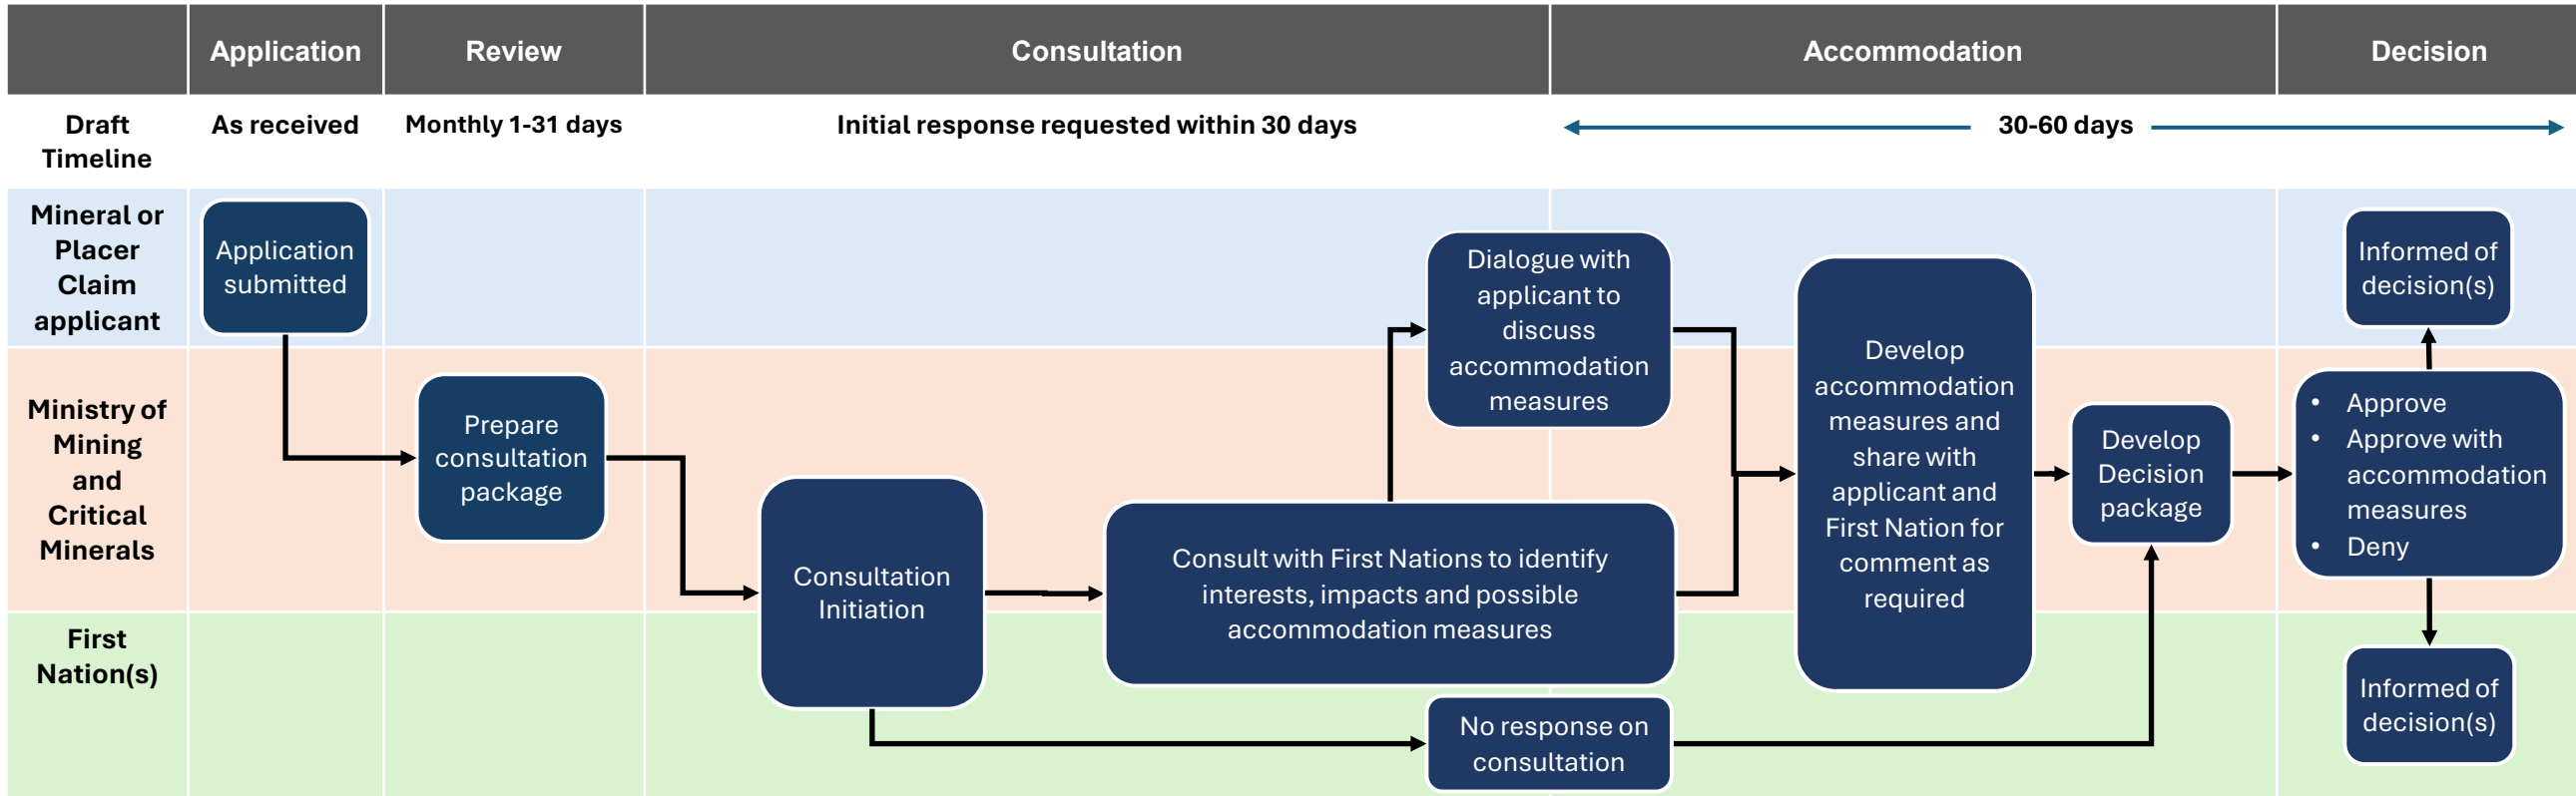 Application
Review
Consultation
Accommodation
Decision
Draft
Timeline
As received
Monthly 1-31 days
Initial response requested within 30 days
30-60 days
Mineral or
Placer
Claim
applicant
Application
submitted
Dialogue with
applicant to
discuss
accommodation
measures
Informed of
decision(s)
Ministry of
Mining
and
Critical
Minerals
Prepare
consultation
package
Consultation
Initiation
Consult with First Nations to identify
interests, impacts and possible
accommodation measures
Develop
accommodation
measures and
share with
applicant and
First Nation for
comment as
required
Develop
Decision
package
• Approve
• Approve with
accommodation
measures
• Deny
First
Nation(s)
No response on
consultation
Informed of
decision(s)